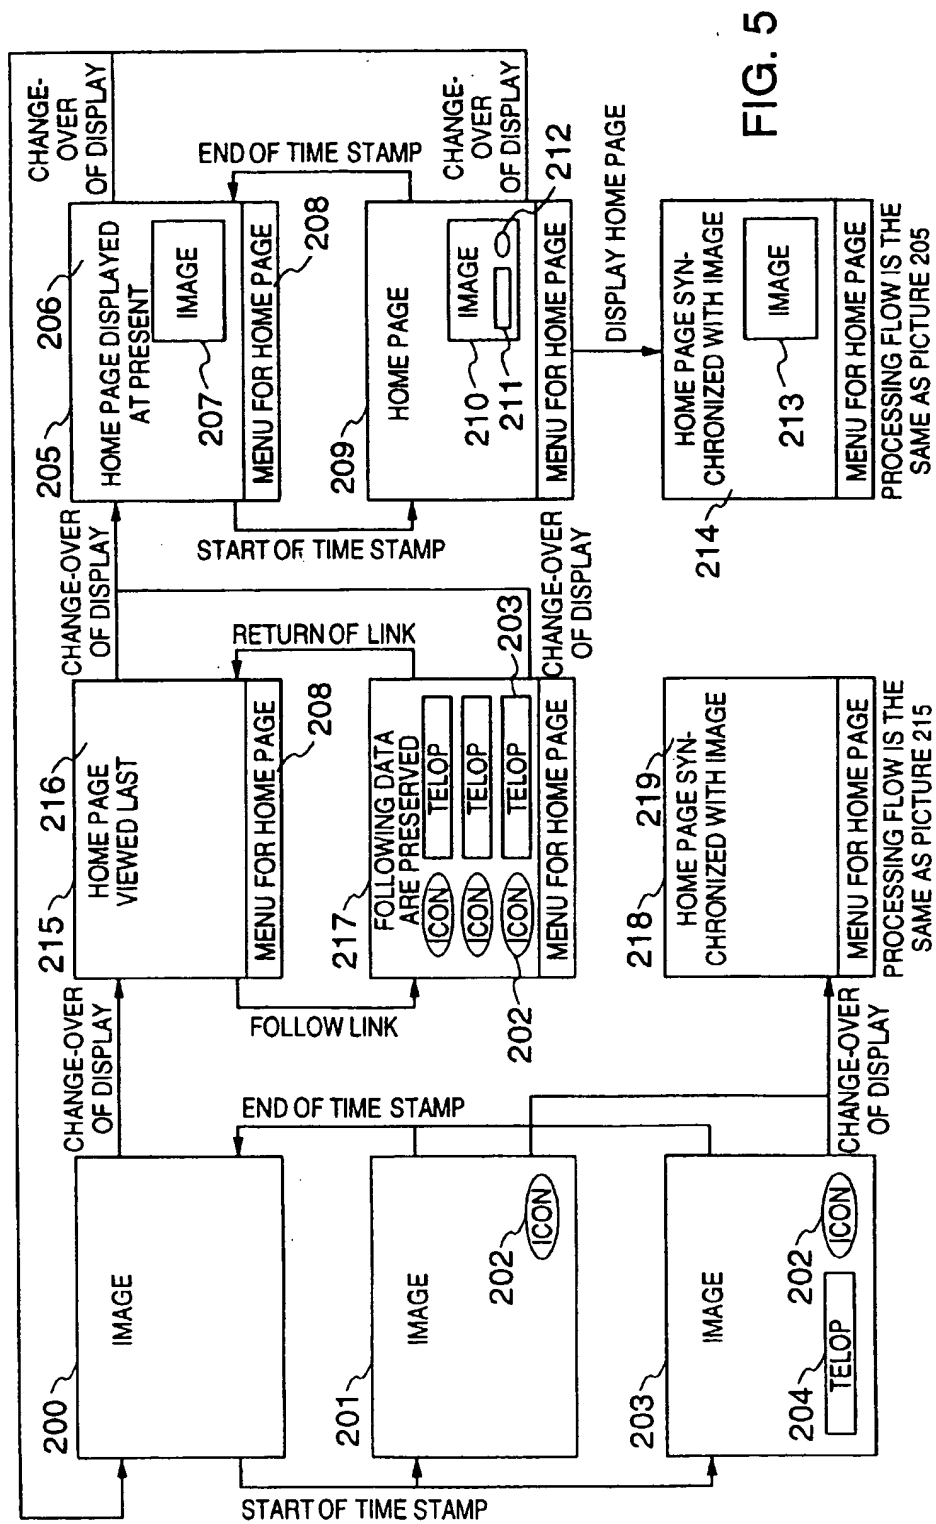 200
IMAGE
START OF TIME STAMP
201
IMAGE
202
ICON
203
IMAGE
204
TELOP
202
ICON
END OF TIME STAMP
CHANGE-OVER
OF DISPLAY
CHANGE-OVER
OF DISPLAY
215
216
HOME PAGE
VIEWED LAST
MENU FOR HOME PAGE
208
FOLLOW LINK
RETURN OF LINK
217
FOLLOWING DATA
ARE PRESERVED
ICON
TELOP
ICON
TELOP
ICON
TELOP
202
203
MENU FOR HOME PAGE
218
219
HOME PAGE SYN-
CHRONIZED WITH IMAGE
MENU FOR HOME PAGE
PROCESSING FLOW IS THE
SAME AS PICTURE 215
CHANGE-OVER
OF DISPLAY
CHANGE-OVER
OF DISPLAY
205
206
HOME PAGE DISPLAYED
AT PRESENT
207
IMAGE
MENU FOR HOME PAGE
208
START OF TIME STAMP
END OF TIME STAMP
209
HOME PAGE
210
IMAGE
211
212
MENU FOR HOME PAGE
CHANGE-
OVER
OF DISPLAY
CHANGE-
OVER
OF DISPLAY
DISPLAY HOME PAGE
214
HOME PAGE SYN-
CHRONIZED WITH IMAGE
213
IMAGE
MENU FOR HOME PAGE
PROCESSING FLOW IS THE
SAME AS PICTURE 205
FIG. 5